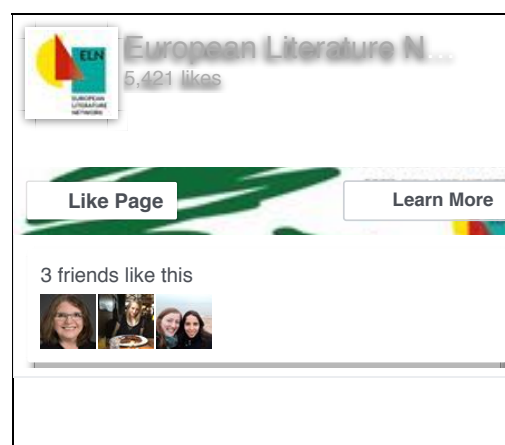 ELN
EUROPEAN
LITERATURE
NETWORK
European Literature N...
5,421 likes
Like Page
Learn More
3 friends like this